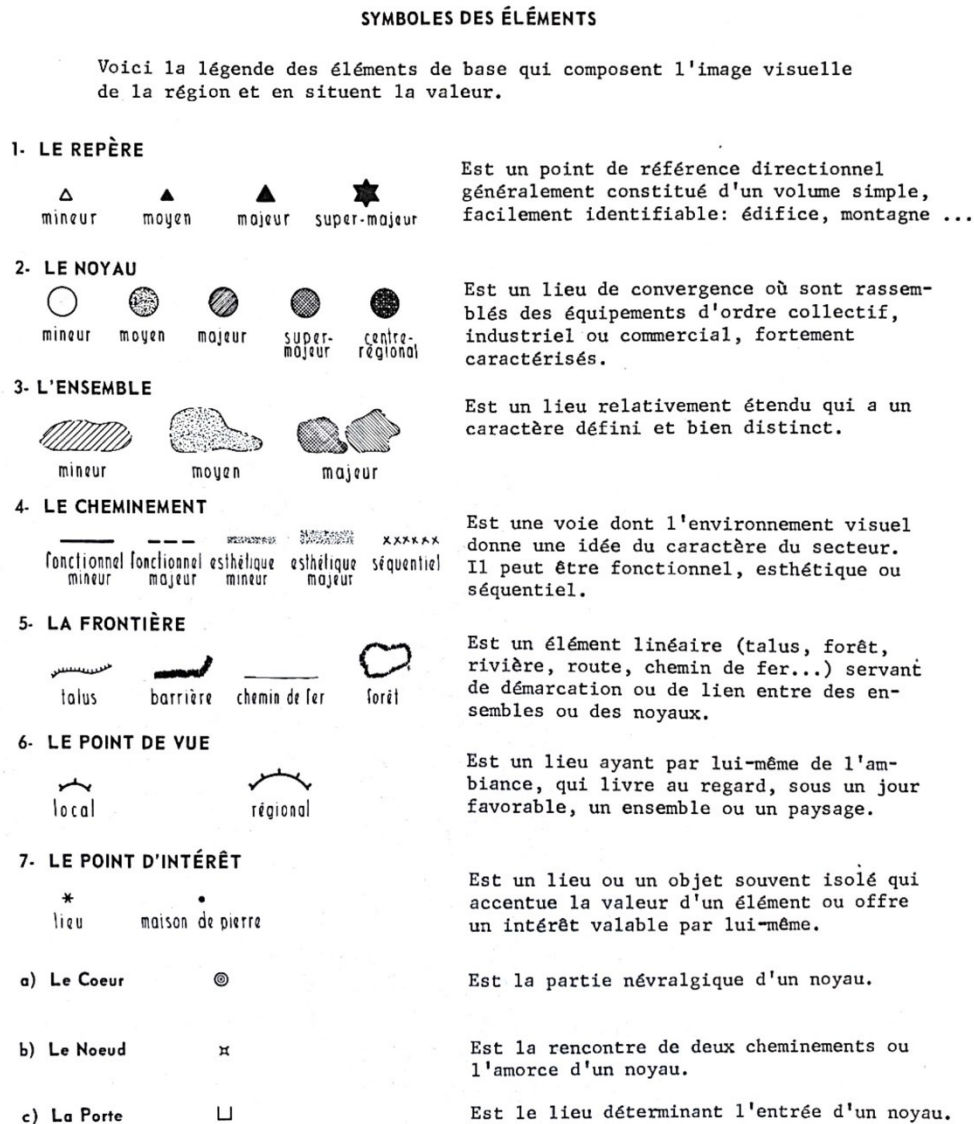 SYMBOLES DES ÉLÉMENTS
Voici la légende des éléments de base qui composent l'image visuelle
de la région et en situent la valeur.
1- LE REPÈRE
mineur moyen majeur super-majeur
Est un point de référence directionnel
généralement constitué d'un volume simple,
facilement identifiable: édifice, montagne ...
2- LE NOYAU
mineur moyen majeur super-majeur centre-régional
Est un lieu de convergence où sont rassem-
blés des équipements d'ordre collectif,
industriel ou commercial, fortement
caractérisés.
3- L'ENSEMBLE
mineur moyen majeur
Est un lieu relativement étendu qui a un
caractère défini et bien distinct.
4- LE CHEMINEMENT
fonctionnel fonctionnel esthétique esthétique séquentiel
mineur majeur mineur majeur
Est une voie dont l'environnement visuel
donne une idée du caractère du secteur.
Il peut être fonctionnel, esthétique ou
séquentiel.
5- LA FRONTIÈRE
talus barrière chemin de fer forêt
Est un élément linéaire (talus, forêt,
rivière, route, chemin de fer...) servant
de démarcation ou de lien entre des en-
sembles ou des noyaux.
6- LE POINT DE VUE
local régional
Est un lieu ayant par lui-même de l'am-
biance, qui livre au regard, sous un jour
favorable, un ensemble ou un paysage.
7- LE POINT D'INTÉRÊT
lieu maison de pierre
Est un lieu ou un objet souvent isolé qui
accentue la valeur d'un élément ou offre
un intérêt valable par lui-même.
a) Le Coeur
Est la partie névralgique d'un noyau.
b) Le Noeud
Est la rencontre de deux cheminements ou
l'amorce d'un noyau.
c) La Porte
Est le lieu déterminant l'entrée d'un noyau.